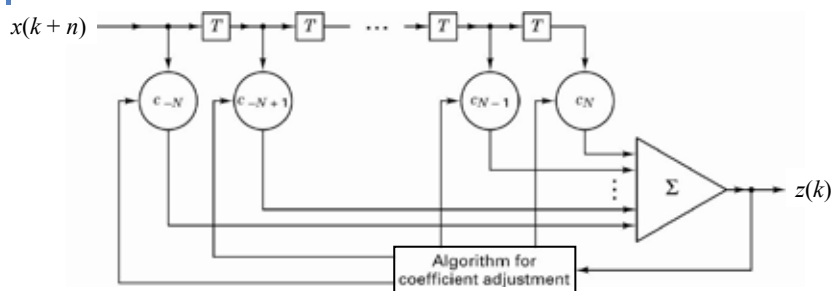 x(k + n)
T
T
...
T
T
c₋N
c₋N+1
cN−1
cN
Σ
z(k)
Algorithm for
coefficient adjustment